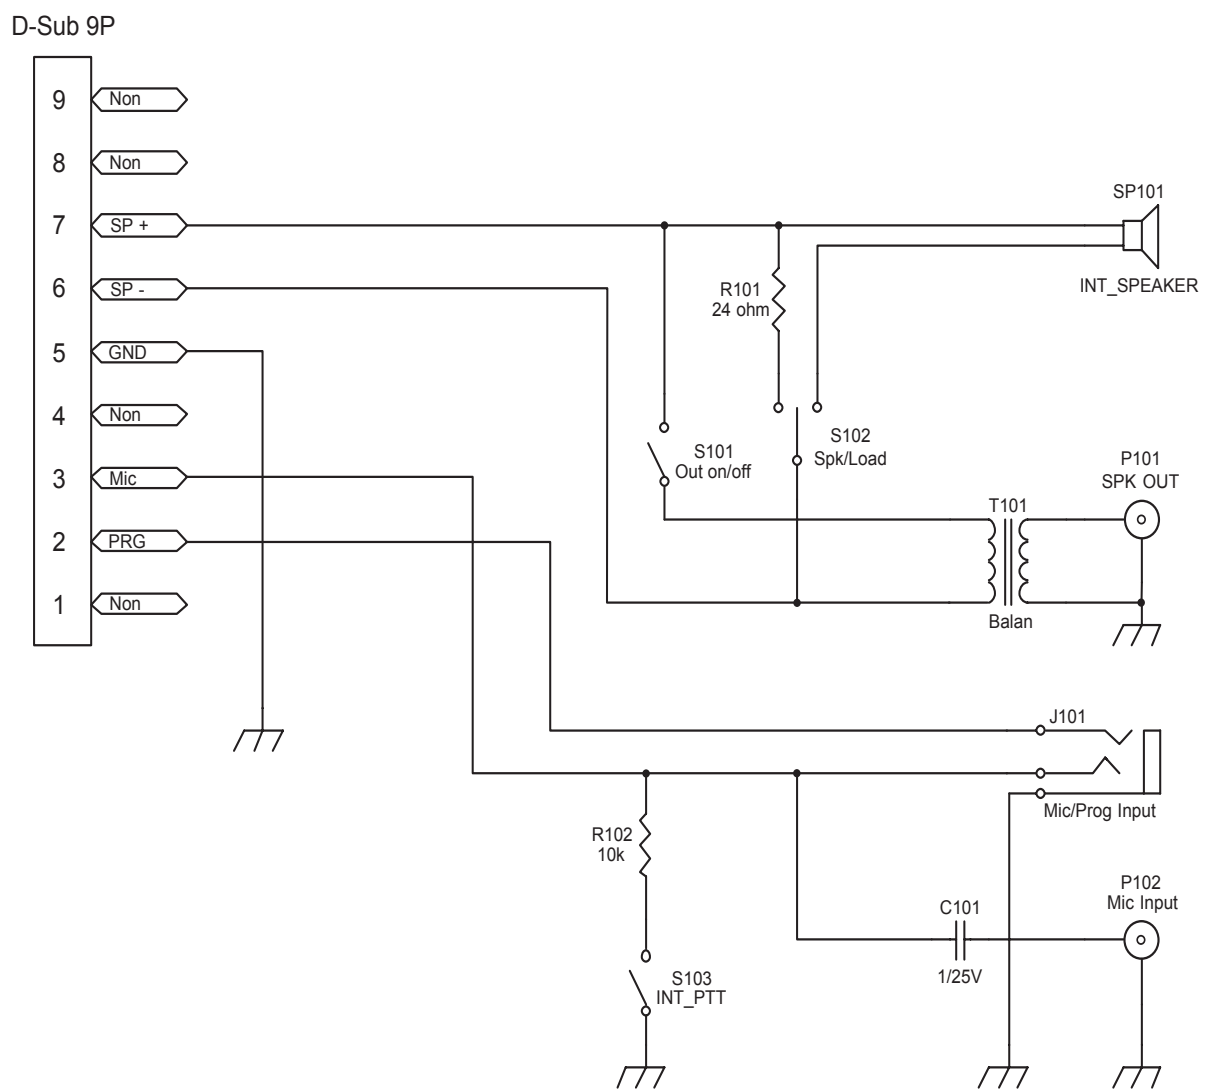 D-Sub 9P
9 Non
8 Non
7 SP +
6 SP -
5 GND
4 Non
3 Mic
2 PRG
1 Non
SP101
INT_SPEAKER
R101
24 ohm
S101
Out on/off
S102
Spk/Load
P101
SPK OUT
T101
Balan
J101
Mic/Prog Input
R102
10k
P102
Mic Input
C101
1/25V
S103
INT_PTT